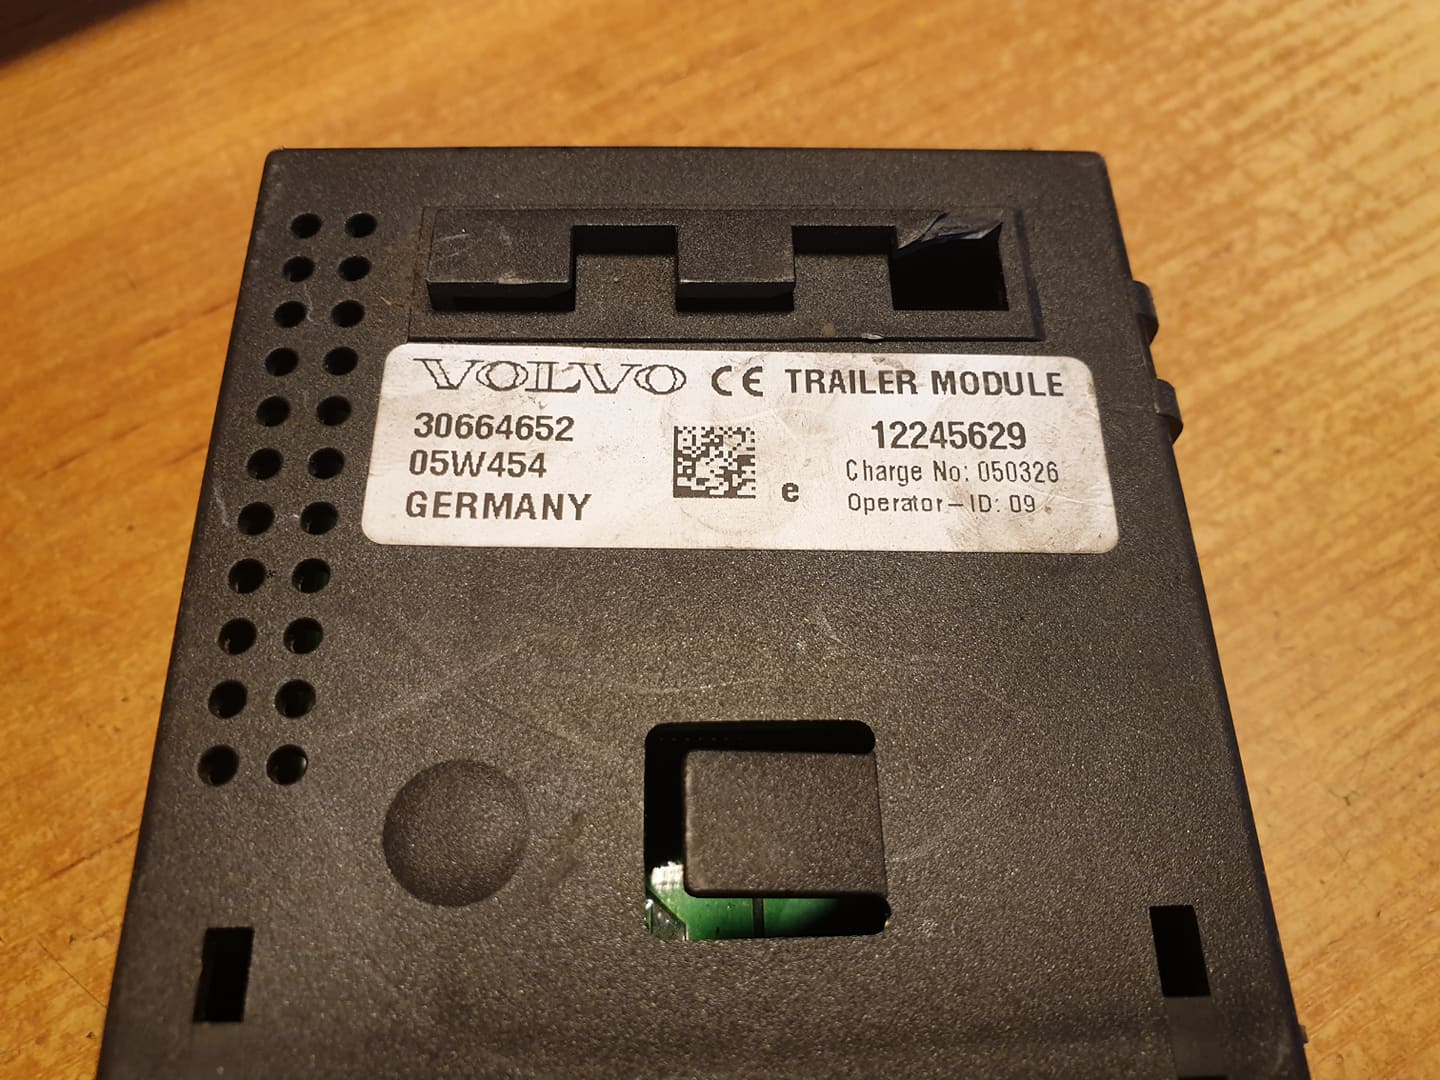 VOLVO CE TRAILER MODULE
30664652
05W454
GERMANY
e
12245629
Charge No: 050326
Operator-ID: 09